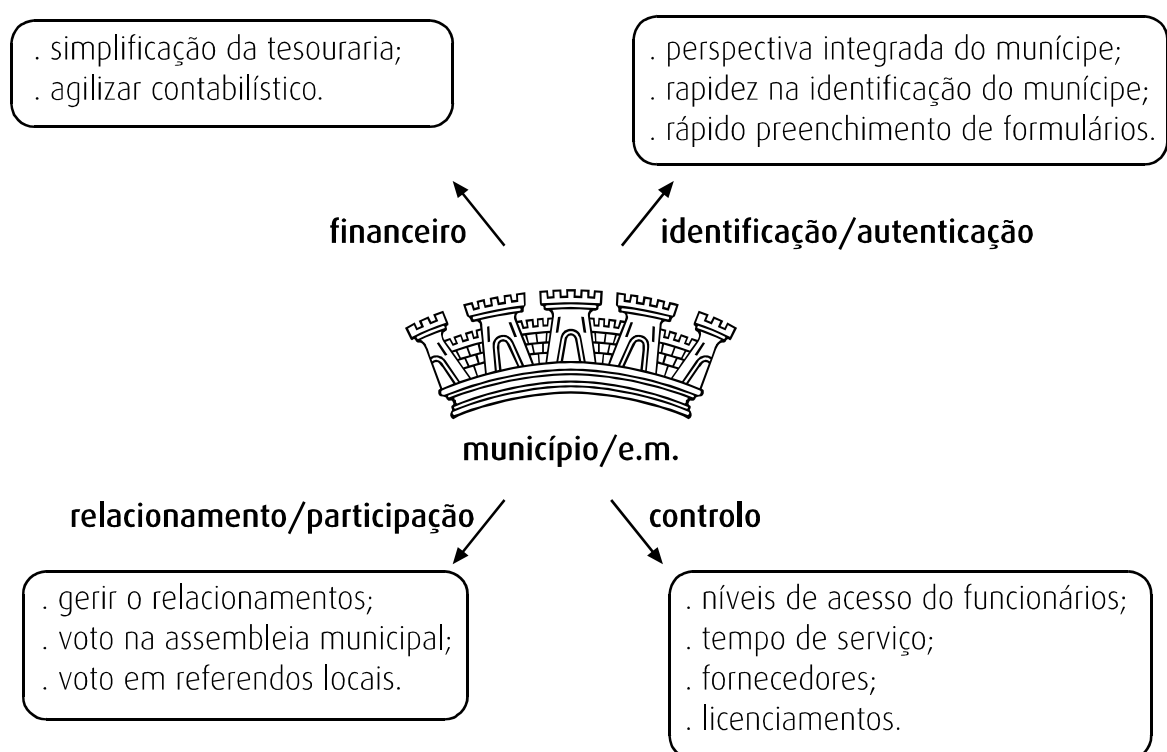 . simplificação da tesouraria;
. agilizar contabilístico.
. perspectiva integrada do munícipe;
. rapidez na identificação do munícipe;
. rápido preenchimento de formulários.
financeiro
identificação/autenticação
município/e.m.
relacionamento/participação
controlo
. gerir o relacionamentos;
. voto na assembleia municipal;
. voto em referendos locais.
. níveis de acesso do funcionários;
. tempo de serviço;
. fornecedores;
. licenciamentos.